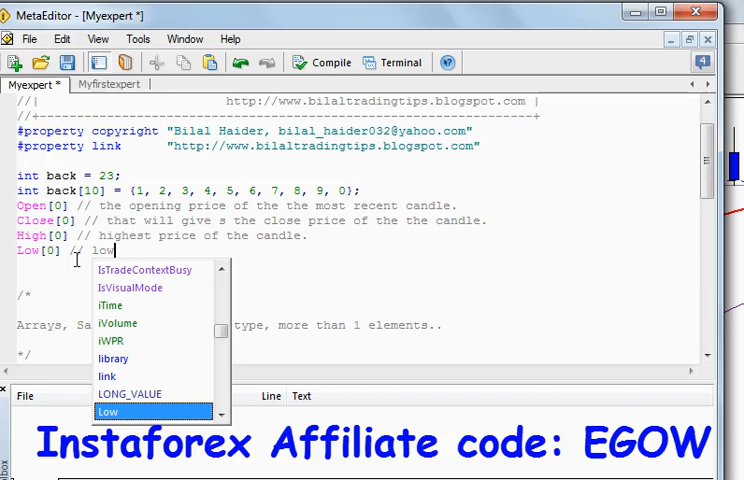 MetaEditor - [Myexpert *]
File Edit View Tools Window Help
Compile Terminal ? 4
Myexpert * Myfirstexpert
//| http://www.bilaltradingtips.blogspot.com |
//+------------------------------------------------------------------+
#property copyright "Bilal Haider, bilal_haider032@yahoo.com"
#property link "http://www.bilaltradingtips.blogspot.com"
int back = 23;
int back[10] = {1, 2, 3, 4, 5, 6, 7, 8, 9, 0};
Open[0] // the opening price of the the most recent candle.
Close[0] // that will give s the close price of the the candle.
High[0] // highest price of the candle.
Low[0] // low
IsTradeContextBusy
IsVisualMode
iTime
iVolume
iWPR
library
link
LONG_VALUE
Low
/*
Arrays, Sa type, more than 1 elements..
*/
File Line Text
Instaforex Affiliate code: EGOW